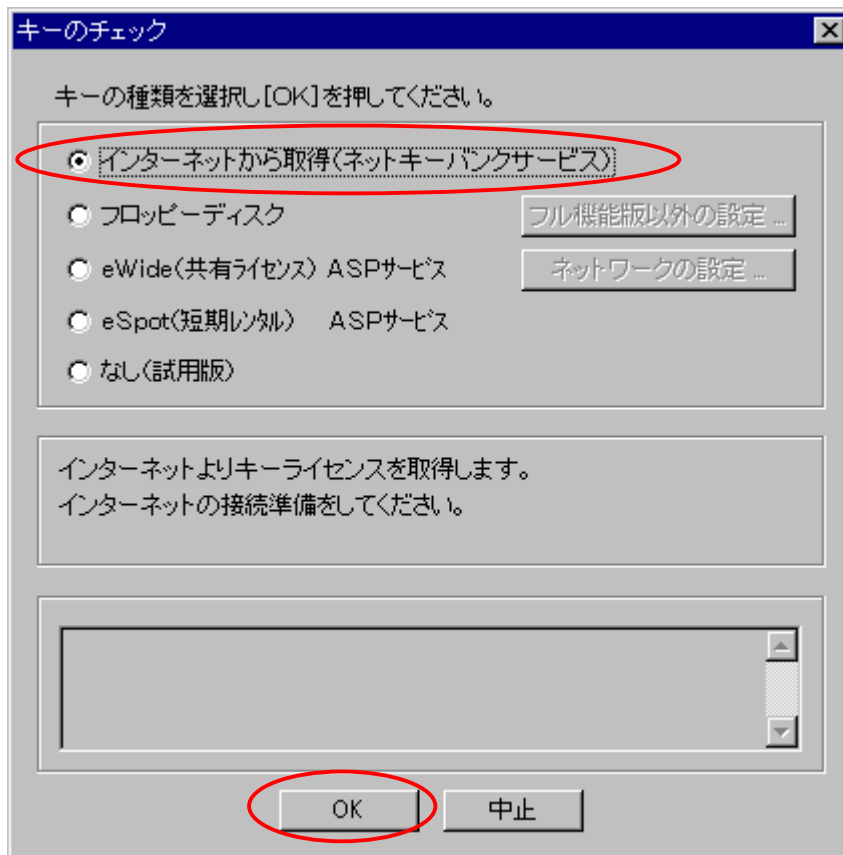 キーのチェック
キーの種類を選択し[OK]を押してください。
インターネットから取得(ネットキーバンクサービス)
フロッピーディスク
フル機能版以外の設定 ...
eWide(共有ﾗｲｾﾝｽ) ASPｻｰﾋﾞｽ
ネットワークの設定 ...
eSpot(短期ﾚﾝﾀﾙ) ASPｻｰﾋﾞｽ
なし(試用版)
インターネットよりキーライセンスを取得します。
インターネットの接続準備をしてください。
OK
中止